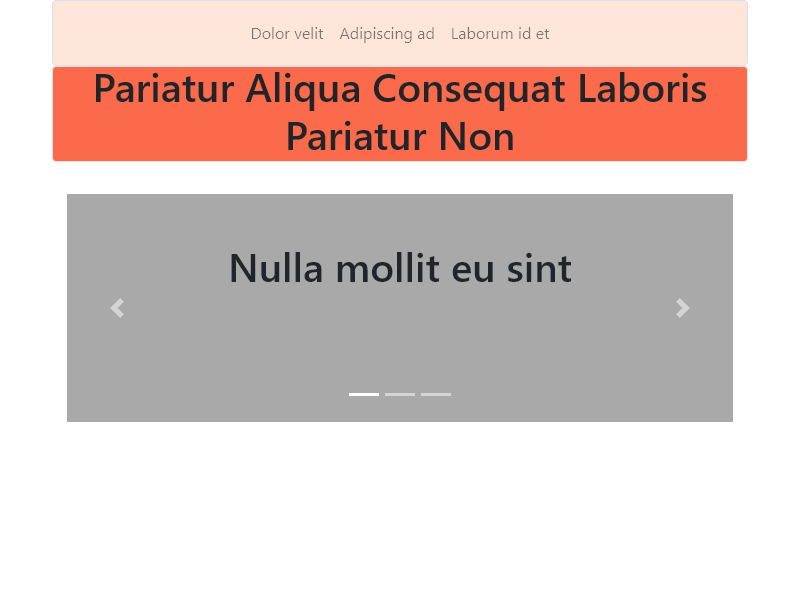 Dolor velit Adipiscing ad Laborum id et
Pariatur Aliqua Consequat Laboris
Pariatur Non
Nulla mollit eu sint